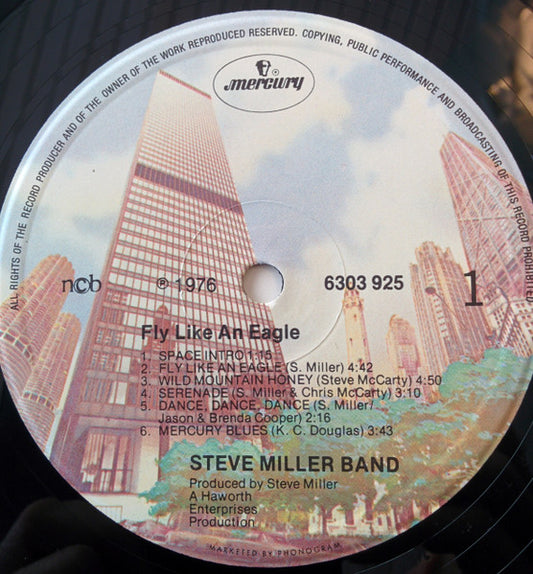 ALL RIGHTS OF THE RECORD PRODUCER AND OF THE OWNER OF THE WORK REPRODUCED RESERVED. COPYING, PUBLIC PERFORMANCE AND BROADCASTING OF THIS RECORD PROHIBITED
mercury ®
ncb
℗ 1976
6303 925
1
Fly Like An Eagle
1. SPACE INTRO 1:15
2. FLY LIKE AN EAGLE (S. Miller) 4:42
3. WILD MOUNTAIN HONEY (Steve McCarty) 4:50
4. SERENADE (S. Miller & Chris McCarty) 3:10
5. DANCE, DANCE, DANCE (S. Miller/
Jason & Brenda Cooper) 2:16
6. MERCURY BLUES (K. C. Douglas) 3:43
STEVE MILLER BAND
Produced by Steve Miller
A Haworth
Enterprises
Production
MARKETED BY PHONOGRAM